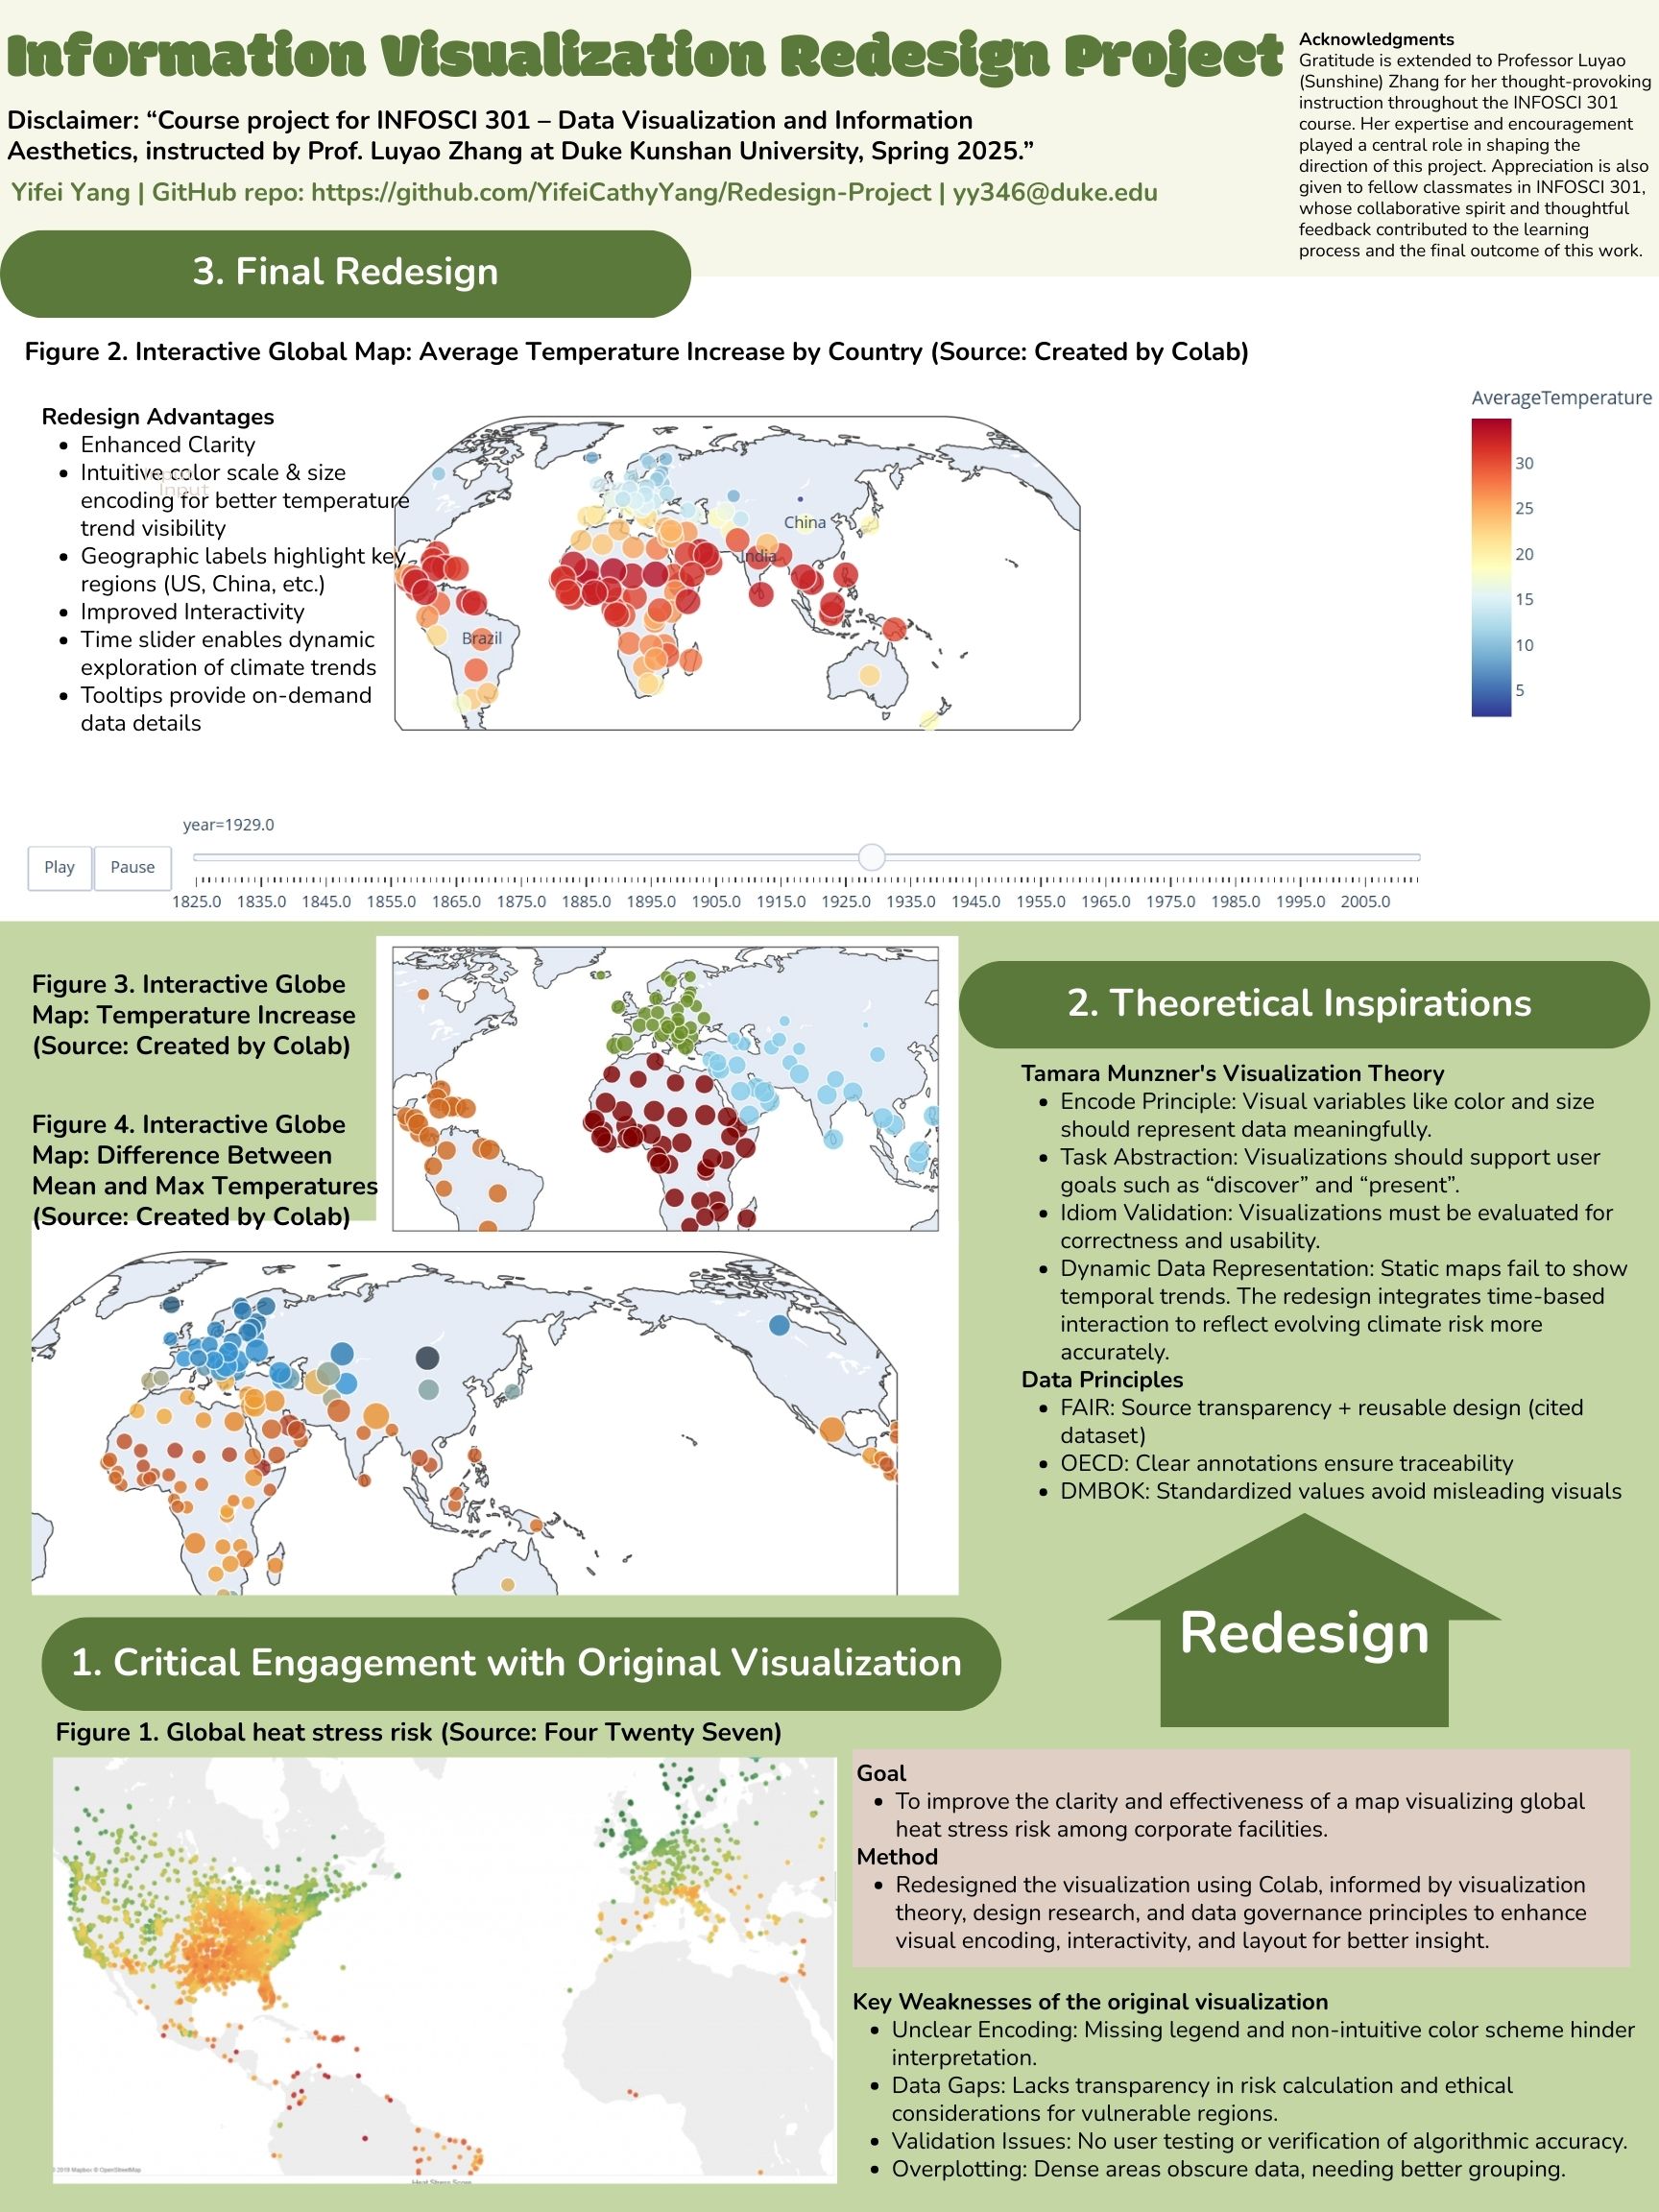 Information Visualization Redesign Project
Disclaimer: “Course project for INFOSCI 301 – Data Visualization and Information
Aesthetics, instructed by Prof. Luyao Zhang at Duke Kunshan University, Spring 2025.”
Yifei Yang | GitHub repo: https://github.com/YifeiCathyYang/Redesign-Project | yy346@duke.edu
Acknowledgments
Gratitude is extended to Professor Luyao
(Sunshine) Zhang for her thought-provoking
instruction throughout the INFOSCI 301
course. Her expertise and encouragement
played a central role in shaping the
direction of this project. Appreciation is also
given to fellow classmates in INFOSCI 301,
whose collaborative spirit and thoughtful
feedback contributed to the learning
process and the final outcome of this work.
3. Final Redesign
Figure 2. Interactive Global Map: Average Temperature Increase by Country (Source: Created by Colab)
Redesign Advantages
• Enhanced Clarity
• Intuitive color scale & size
encoding for better temperature
trend visibility
• Geographic labels highlight key
regions (US, China, etc.)
• Improved Interactivity
• Time slider enables dynamic
exploration of climate trends
• Tooltips provide on-demand
data details
Input
China
India
Brazil
AverageTemperature
30
25
20
15
10
5
year=1929.0
Play
Pause
1825.0 1835.0 1845.0 1855.0 1865.0 1875.0 1885.0 1895.0 1905.0 1915.0 1925.0 1935.0 1945.0 1955.0 1965.0 1975.0 1985.0 1995.0 2005.0
Figure 3. Interactive Globe
Map: Temperature Increase
(Source: Created by Colab)
Figure 4. Interactive Globe
Map: Difference Between
Mean and Max Temperatures
(Source: Created by Colab)
2. Theoretical Inspirations
Tamara Munzner's Visualization Theory
• Encode Principle: Visual variables like color and size
should represent data meaningfully.
• Task Abstraction: Visualizations should support user
goals such as “discover” and “present”.
• Idiom Validation: Visualizations must be evaluated for
correctness and usability.
• Dynamic Data Representation: Static maps fail to show
temporal trends. The redesign integrates time-based
interaction to reflect evolving climate risk more
accurately.
Data Principles
• FAIR: Source transparency + reusable design (cited
dataset)
• OECD: Clear annotations ensure traceability
• DMBOK: Standardized values avoid misleading visuals
Redesign
1. Critical Engagement with Original Visualization
Figure 1. Global heat stress risk (Source: Four Twenty Seven)
2018 Mapbox © OpenStreetMap
Heat Stress Score
Goal
• To improve the clarity and effectiveness of a map visualizing global
heat stress risk among corporate facilities.
Method
• Redesigned the visualization using Colab, informed by visualization
theory, design research, and data governance principles to enhance
visual encoding, interactivity, and layout for better insight.
Key Weaknesses of the original visualization
• Unclear Encoding: Missing legend and non-intuitive color scheme hinder
interpretation.
• Data Gaps: Lacks transparency in risk calculation and ethical
considerations for vulnerable regions.
• Validation Issues: No user testing or verification of algorithmic accuracy.
• Overplotting: Dense areas obscure data, needing better grouping.